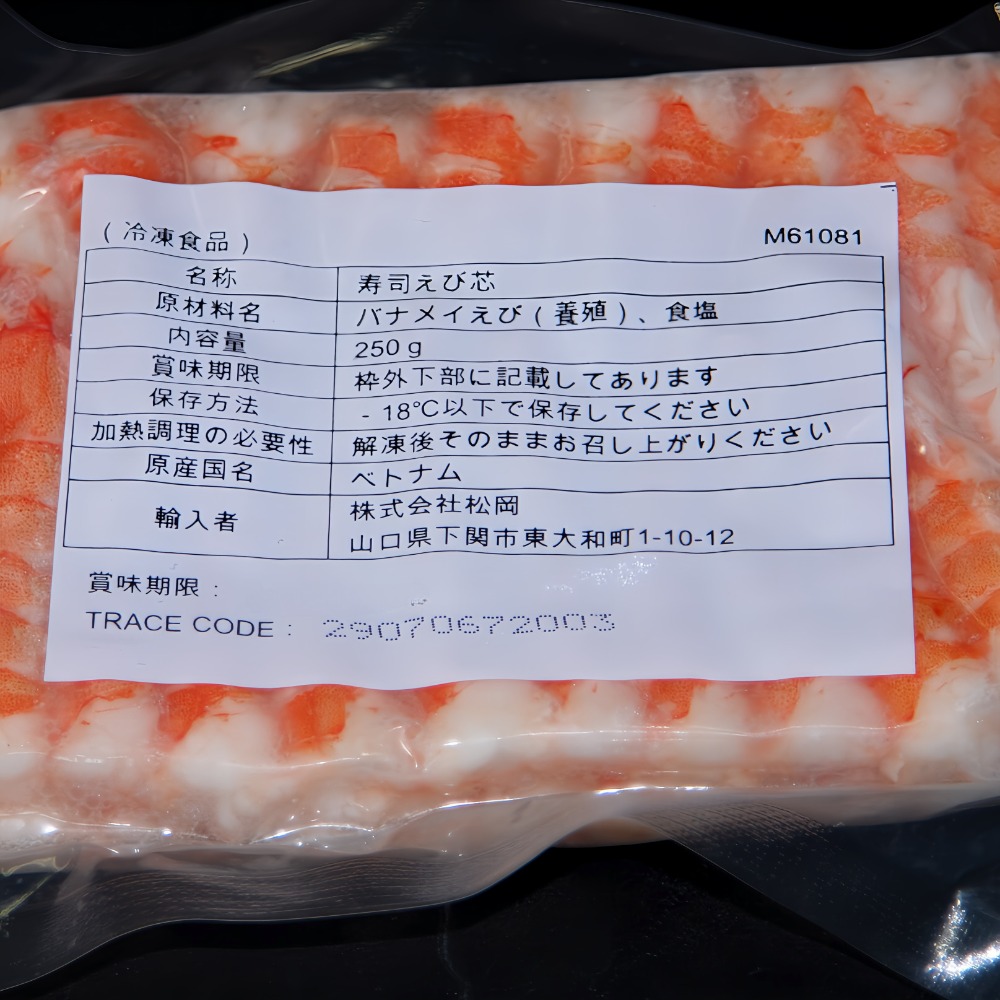 (冷凍食品) M61081
名称 寿司えび芯
原材料名 バナメイえび(養殖)、食塩
内容量 250g
賞味期限 枠外下部に記載してあります
保存方法 -18℃以下で保存してください
加熱調理の必要性 解凍後そのままお召し上がりください
原産国名 ベトナム
輸入者 株式会社松岡
山口県下関市東大和町1-10-12
賞味期限:
TRACE CODE: 29070672003